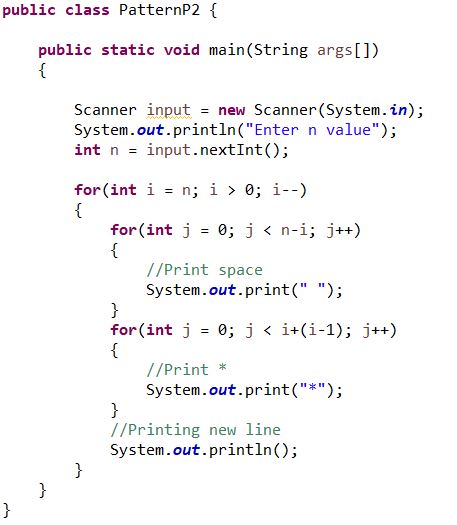 public class PatternP2 {
public static void main(String args[])
{
Scanner input = new Scanner(System.in);
System.out.println("Enter n value");
int n = input.nextInt();
for(int i = n; i > 0; i--)
{
for(int j = 0; j < n-i; j++)
{
//Print space
System.out.print(" ");
}
for(int j = 0; j < i+(i-1); j++)
{
//Print *
System.out.print("*");
}
//Printing new line
System.out.println();
}
}
}